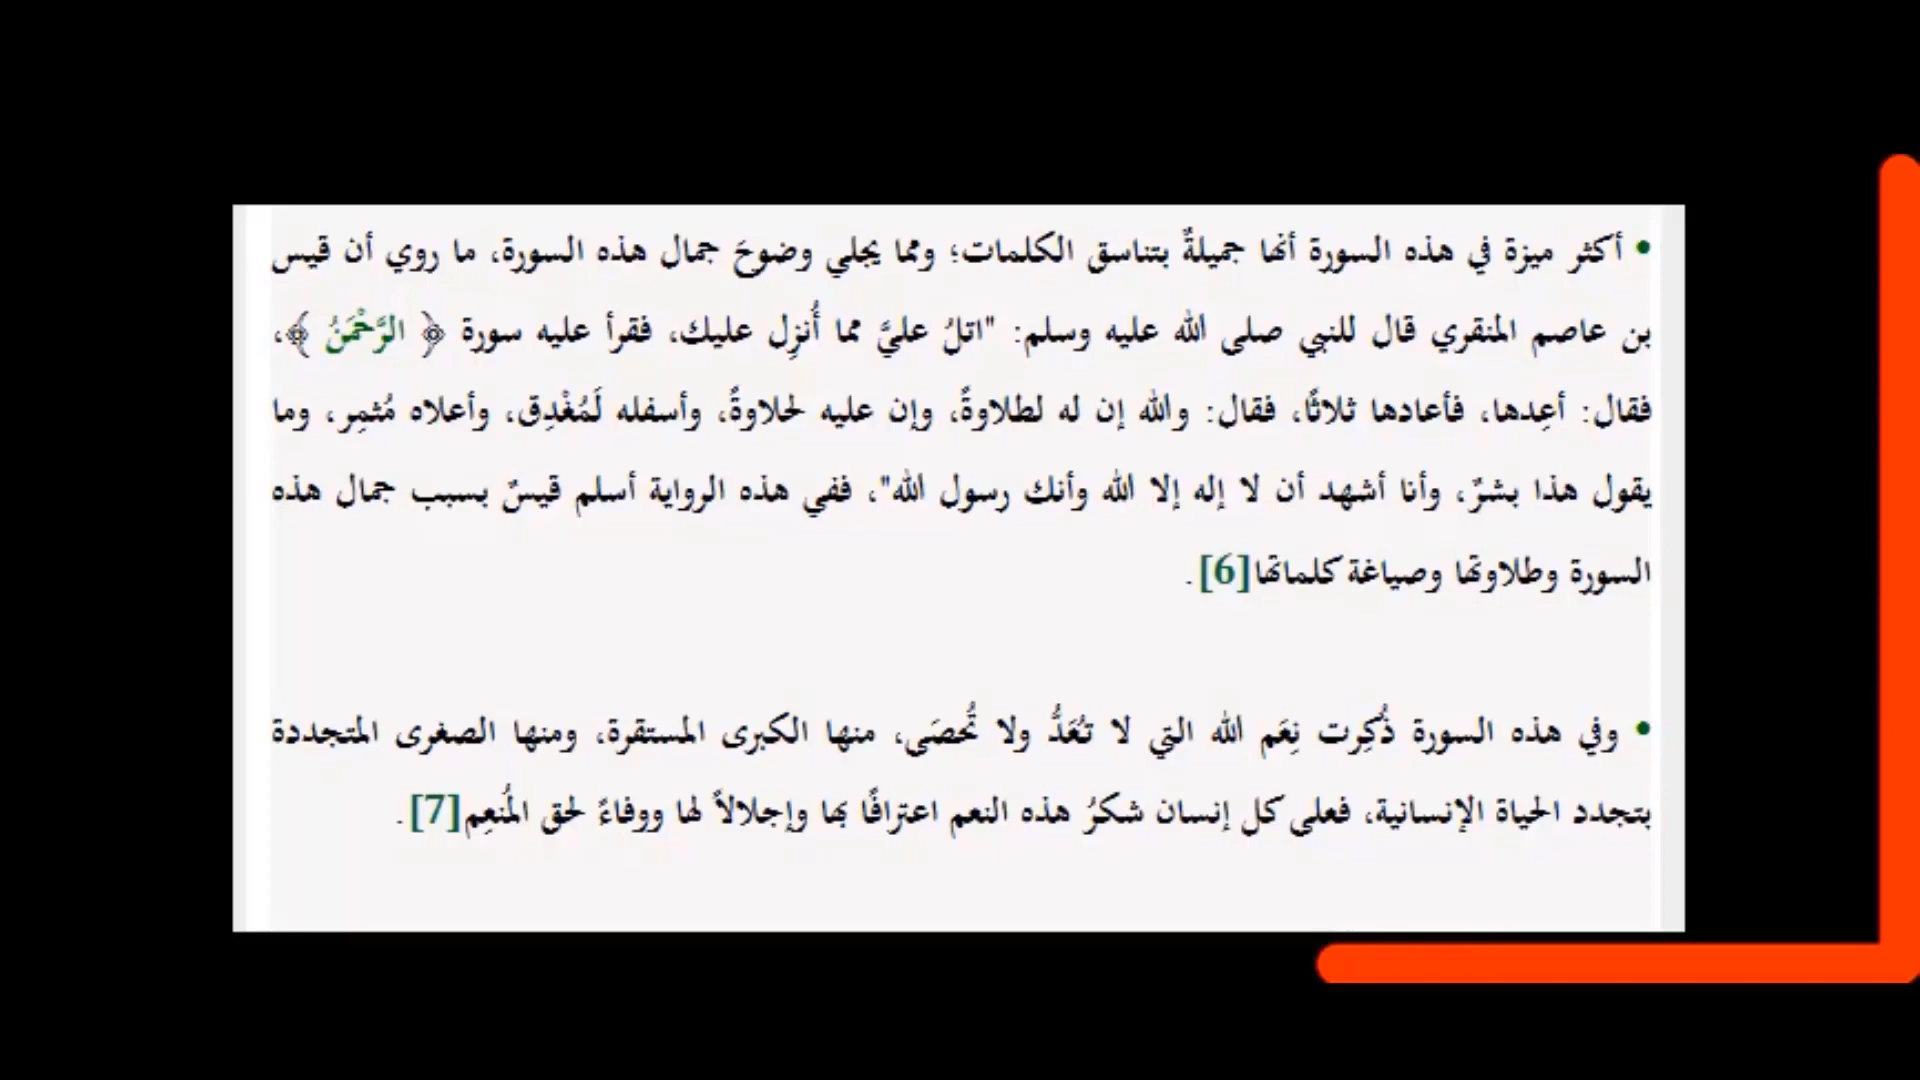 • أكثر ميزة في هذه السورة أنها جميلةٌ بتناسق الكلمات؛ ومما يجلي وضوحَ جمال هذه السورة، ما روي أن قيس
بن عاصم المنقري قال للنبي صلى الله عليه وسلم: "اتلُ عليَّ مما أُنزِل عليك، فقرأ عليه سورة ﴿ الرَّحْمَنُ ﴾،
فقال: أعِدها، فأعادها ثلاثًا، فقال: والله إن له لطلاوةً، وإن عليه لحلاوةً، وأسفله لَمُغْدِق، وأعلاه مُثمِر، وما
يقول هذا بشرٌ، وأنا أشهد أن لا إله إلا الله وأنك رسول الله"، ففي هذه الرواية أسلم قيسٌ بسبب جمال هذه
السورة وطلاوتها وصياغة كلماتها[6].
• وفي هذه السورة ذُكِرت نِعَم الله التي لا تُعَدُّ ولا تُحصَى، منها الكبرى المستقرة، ومنها الصغرى المتجددة
بتجدد الحياة الإنسانية، فعلى كل إنسان شكرُ هذه النعم اعترافًا بها وإجلالاً لها ووفاءً لحق المُنعِم[7].